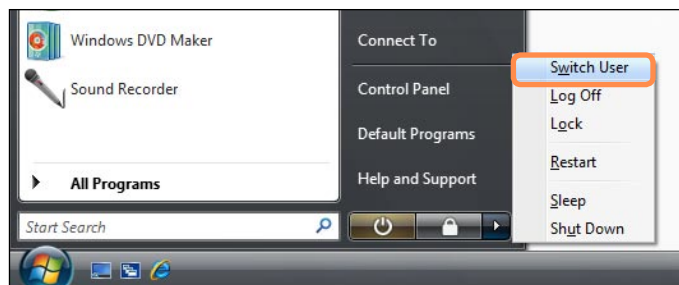 Windows DVD Maker
Sound Recorder
All Programs
Start Search
Connect To
Control Panel
Default Programs
Help and Support
Switch User
Log Off
Lock
Restart
Sleep
Shut Down